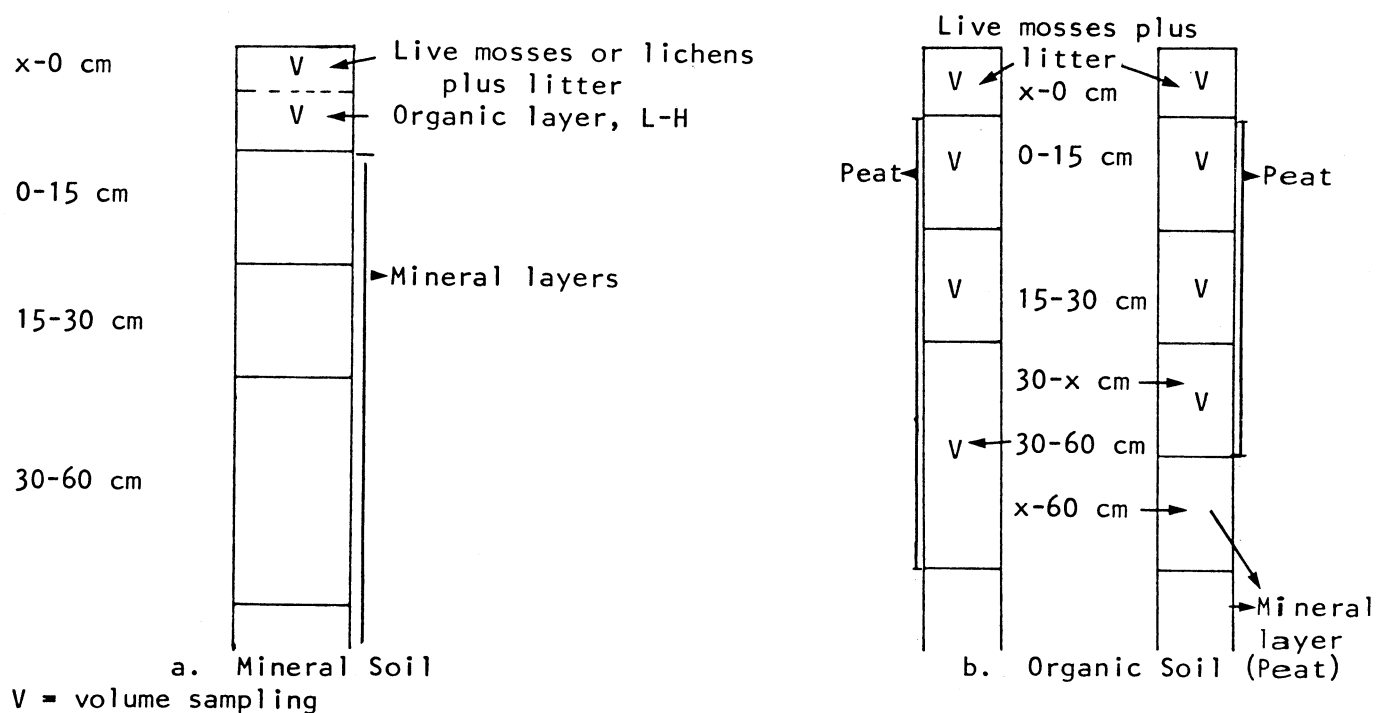 x-0 cm
V
Live mosses or lichens
plus litter
V
Organic layer, L-H
0-15 cm
Mineral layers
15-30 cm
30-60 cm
a. Mineral Soil
V = volume sampling
Live mosses plus
litter
V
x-0 cm
V
Peat
V
0-15 cm
V
Peat
V
15-30 cm
V
30-x cm
V
V
30-60 cm
x-60 cm
Mineral
layer
b. Organic Soil (Peat)